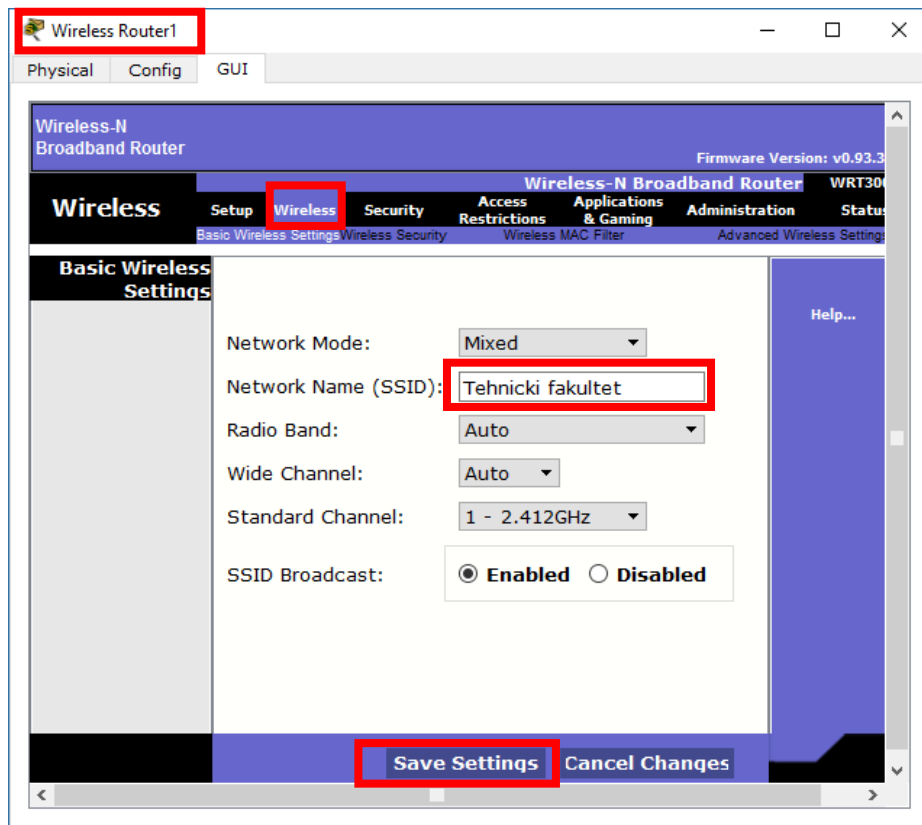 Wireless Router1
Physical Config GUI
Wireless-N
Broadband Router
Firmware Version: v0.93.3
Wireless-N Broadband Router WRT300
Wireless
Setup Wireless Security Access Restrictions Applications & Gaming Administration Status
Basic Wireless Settings Wireless Security Wireless MAC Filter Advanced Wireless Settings
Basic Wireless
Settings
Help...
Network Mode: Mixed
Network Name (SSID): Tehnicki fakultet
Radio Band: Auto
Wide Channel: Auto
Standard Channel: 1 - 2.412GHz
SSID Broadcast: Enabled Disabled
Save Settings Cancel Changes